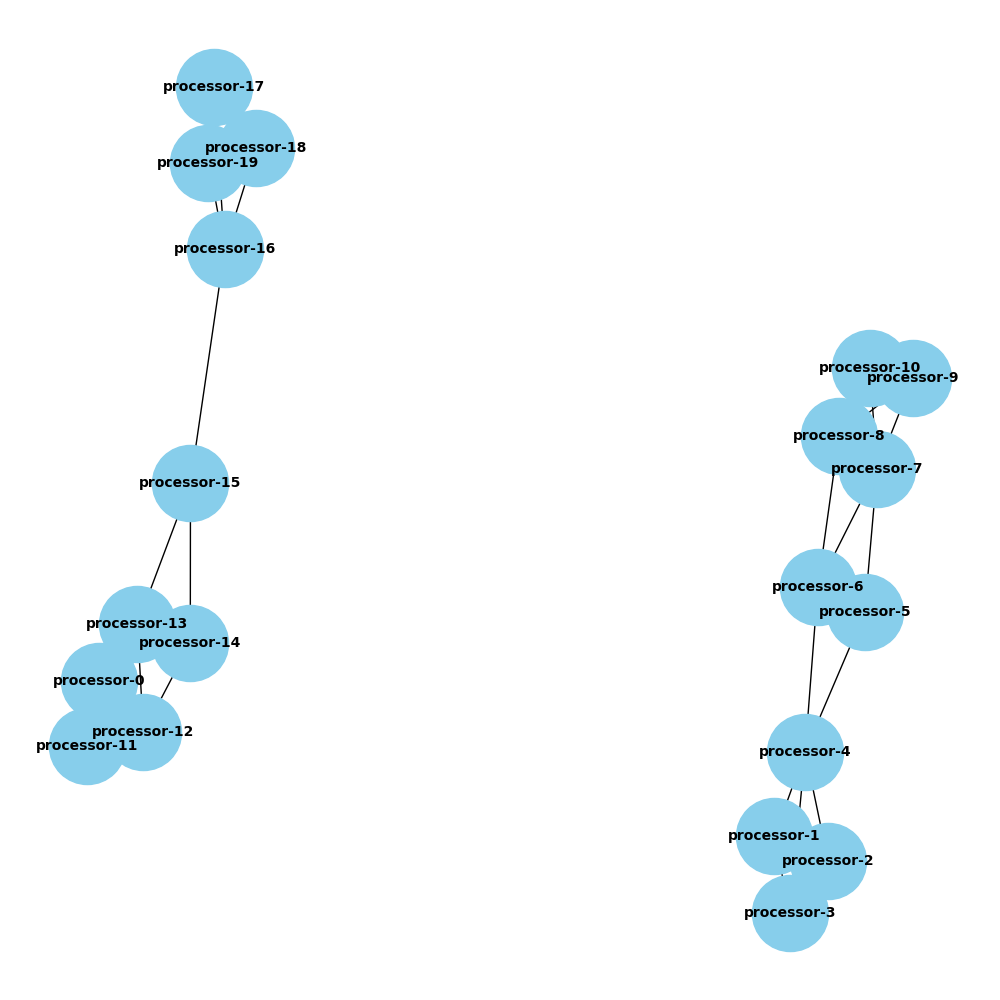 processor-17
processor-18
processor-19
processor-16
processor-10
processor-9
processor-8
processor-7
processor-15
processor-6
processor-5
processor-13
processor-14
processor-0
processor-12
processor-11
processor-4
processor-1
processor-2
processor-3